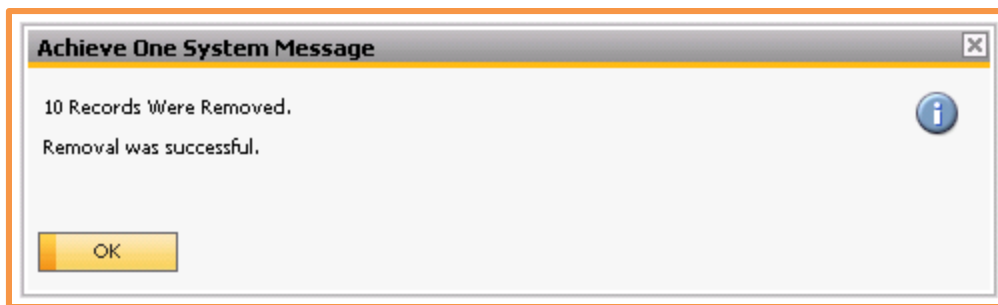 Achieve One System Message
10 Records Were Removed.
Removal was successful.
OK